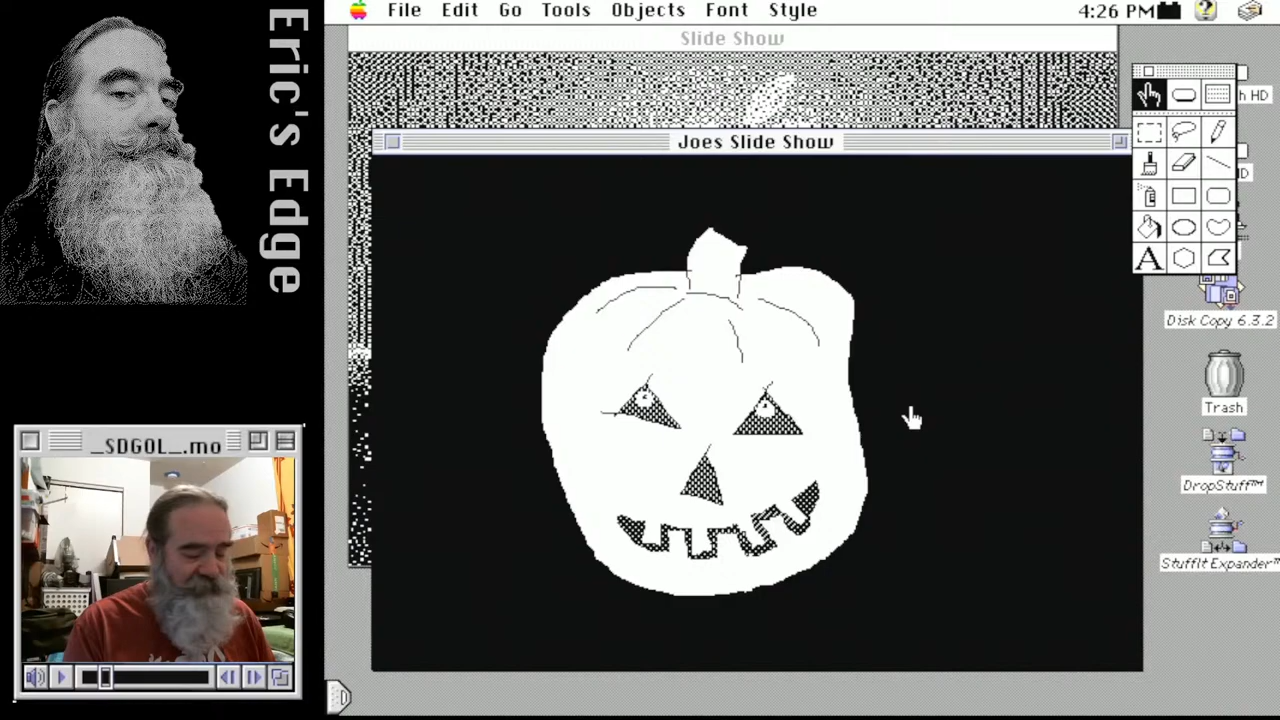 File Edit Go Tools Objects Font Style
4:26 PM
Slide Show
h HD
Joes Slide Show
Eric's Edge
Disk Copy 6.3.2
Trash
_SDGOL_.mo
DropStuff™
StuffIt Expander™
A